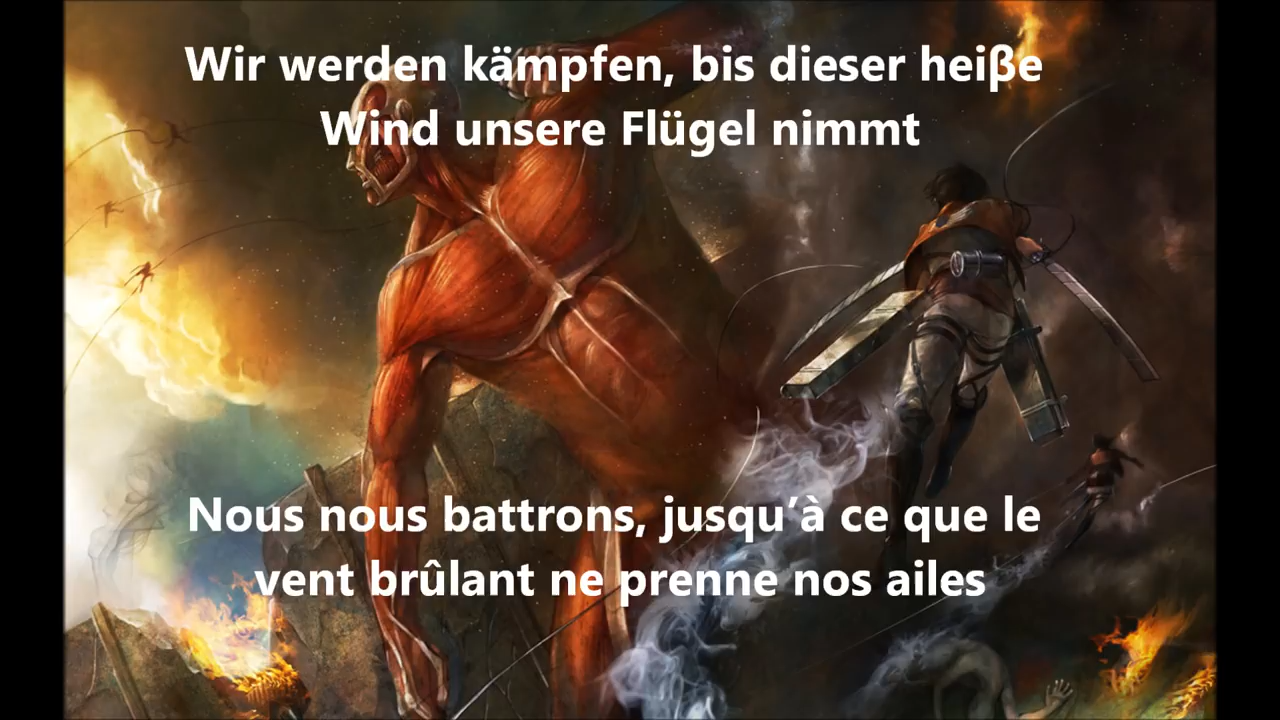 Wir werden kämpfen, bis dieser heiβe
Wind unsere Flügel nimmt
Nous nous battrons, jusqu’à ce que le
vent brûlant ne prenne nos ailes